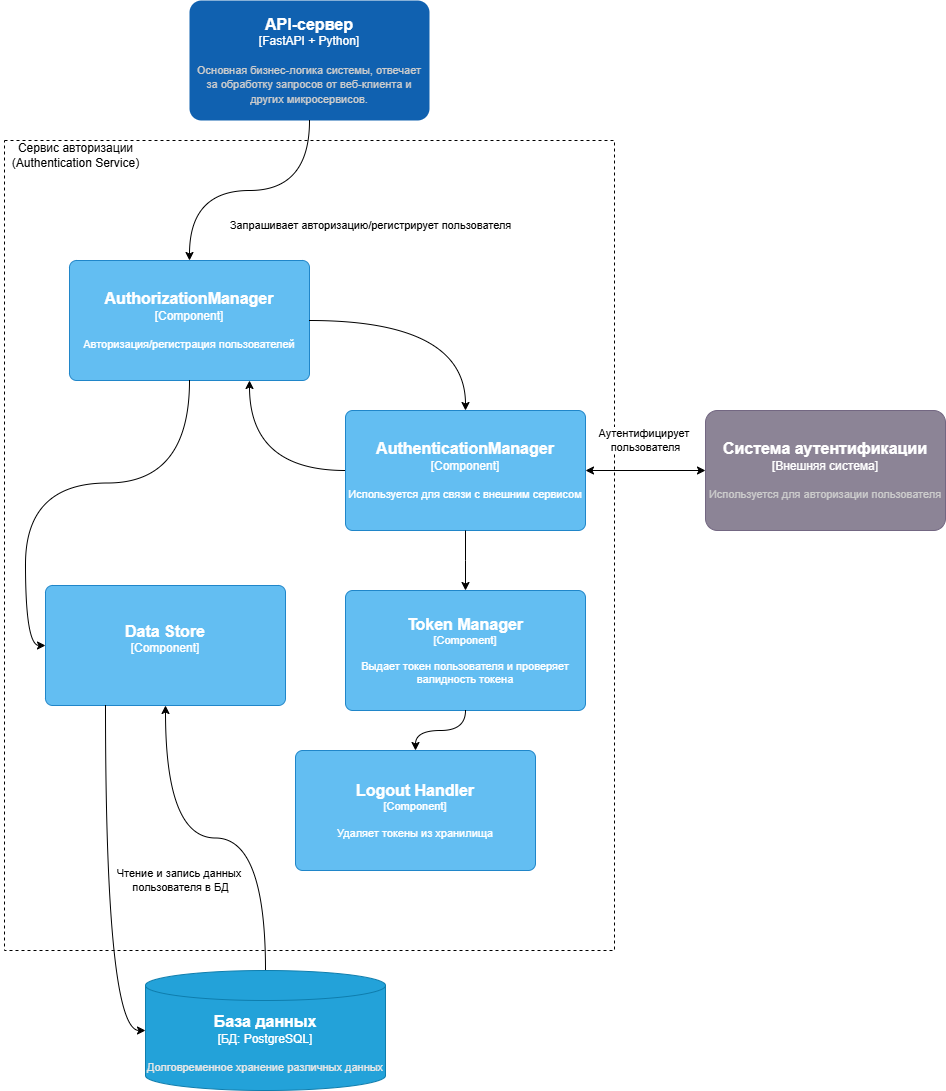 API-сервер
[FastAPI + Python]
Основная бизнес-логика системы, отвечает
за обработку запросов от веб-клиента и
других микросервисов.
Сервис авторизации
(Authentication Service)
Запрашивает авторизацию/регистрирует пользователя
AuthorizationManager
[Component]
Авторизация/регистрация пользователей
AuthenticationManager
[Component]
Используется для связи с внешним сервисом
Аутентифицирует
пользователя
Система аутентификации
[Внешняя система]
Используется для авторизации пользователя
Data Store
[Component]
Token Manager
[Component]
Выдает токен пользователя и проверяет
валидность токена
Logout Handler
[Component]
Удаляет токены из хранилища
Чтение и запись данных
пользователя в БД
База данных
[БД: PostgreSQL]
Долговременное хранение различных данных